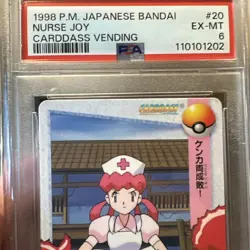 1998 P.M. JAPANESE BANDAI #20
NURSE JOY EX-MT
CARDDASS VENDING 6
PSA
110101202
ケンカ両成敗!